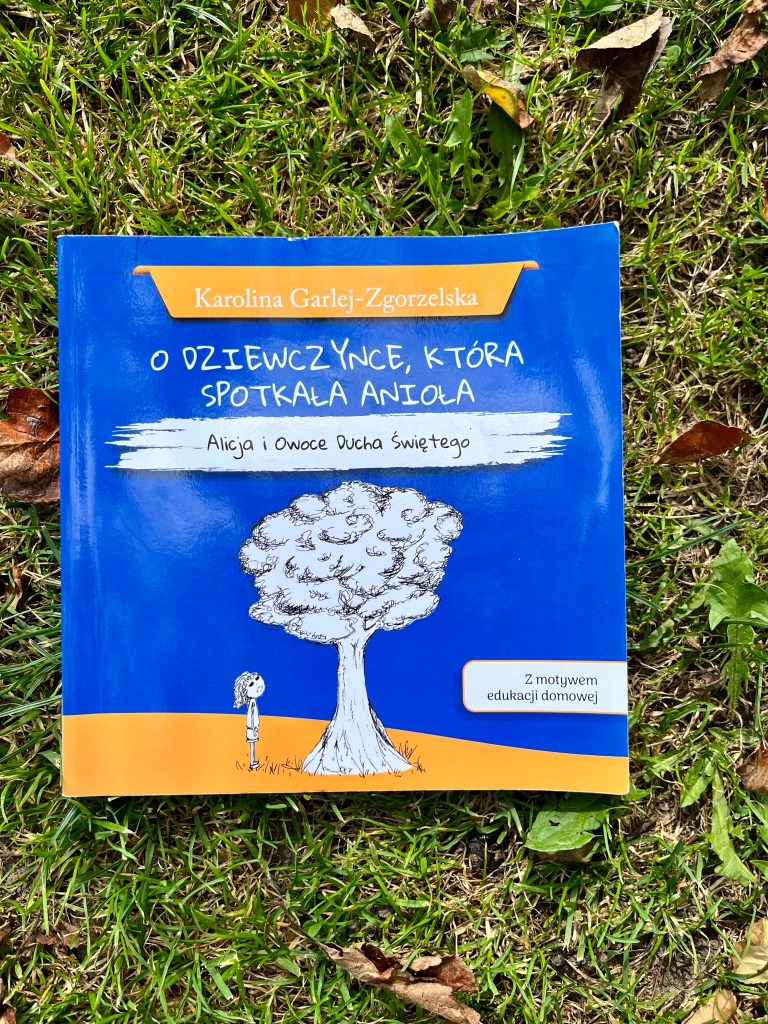 Karolina Garlej-Zgorzelska
O DZIEWCZYNCE, KTÓRA
SPOTKAŁA ANIOŁA
Alicja i Owoce Ducha Świętego
Z motywem
edukacji domowej